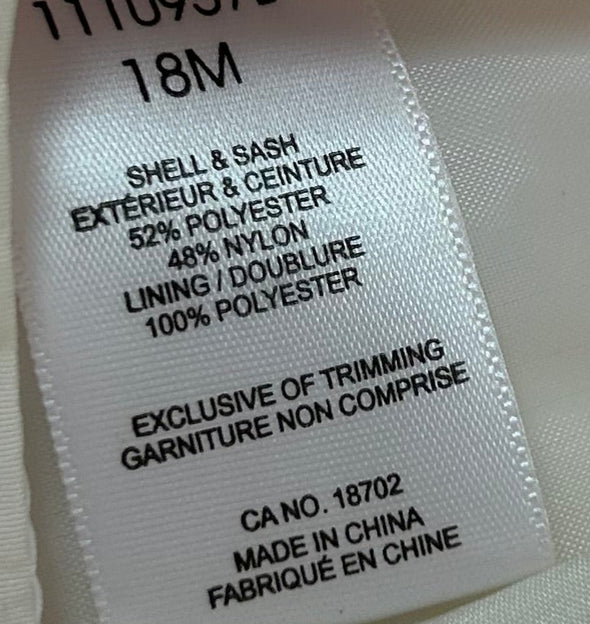 18M
SHELL & SASH
EXTÉRIEUR & CEINTURE
52% POLYESTER
48% NYLON
LINING / DOUBLURE
100% POLYESTER
EXCLUSIVE OF TRIMMING
GARNITURE NON COMPRISE
CA NO. 18702
MADE IN CHINA
FABRIQUÉ EN CHINE